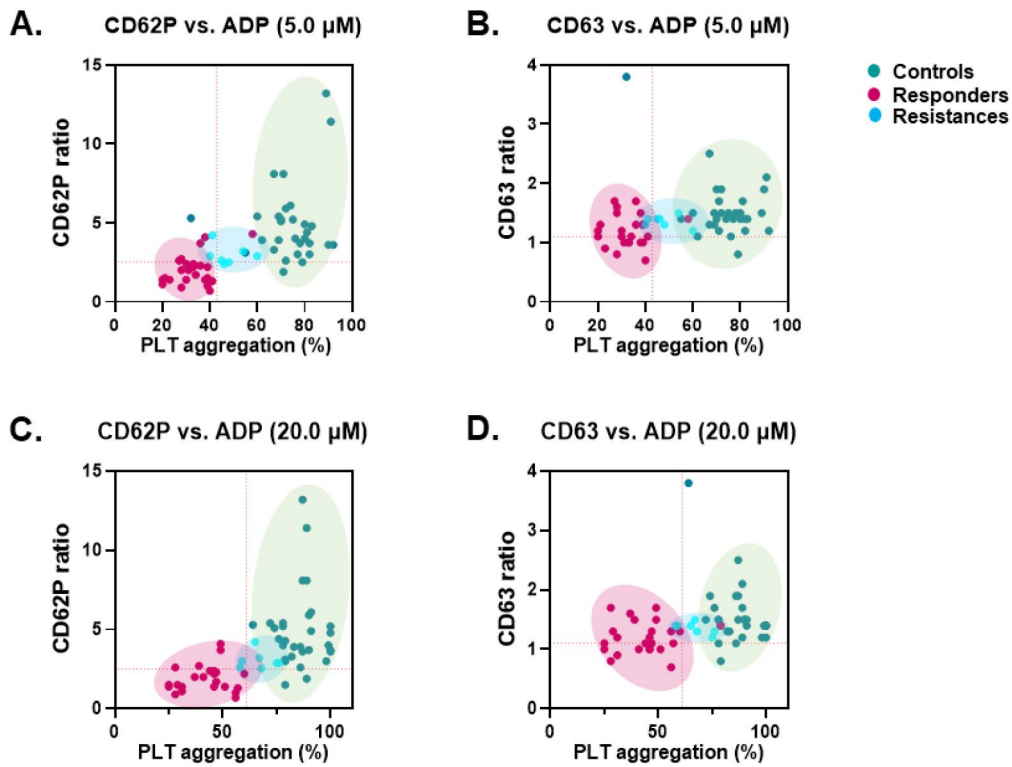 A.
CD62P vs. ADP (5.0 µM)
CD62P ratio
15
10
5
0
0 20 40 60 80 100
PLT aggregation (%)
B.
CD63 vs. ADP (5.0 µM)
CD63 ratio
4
3
2
1
0
0 20 40 60 80 100
PLT aggregation (%)
Controls
Responders
Resistances
C.
CD62P vs. ADP (20.0 µM)
CD62P ratio
15
10
5
0
0 50 100
PLT aggregation (%)
D.
CD63 vs. ADP (20.0 µM)
CD63 ratio
4
3
2
1
0
0 50 100
PLT aggregation (%)